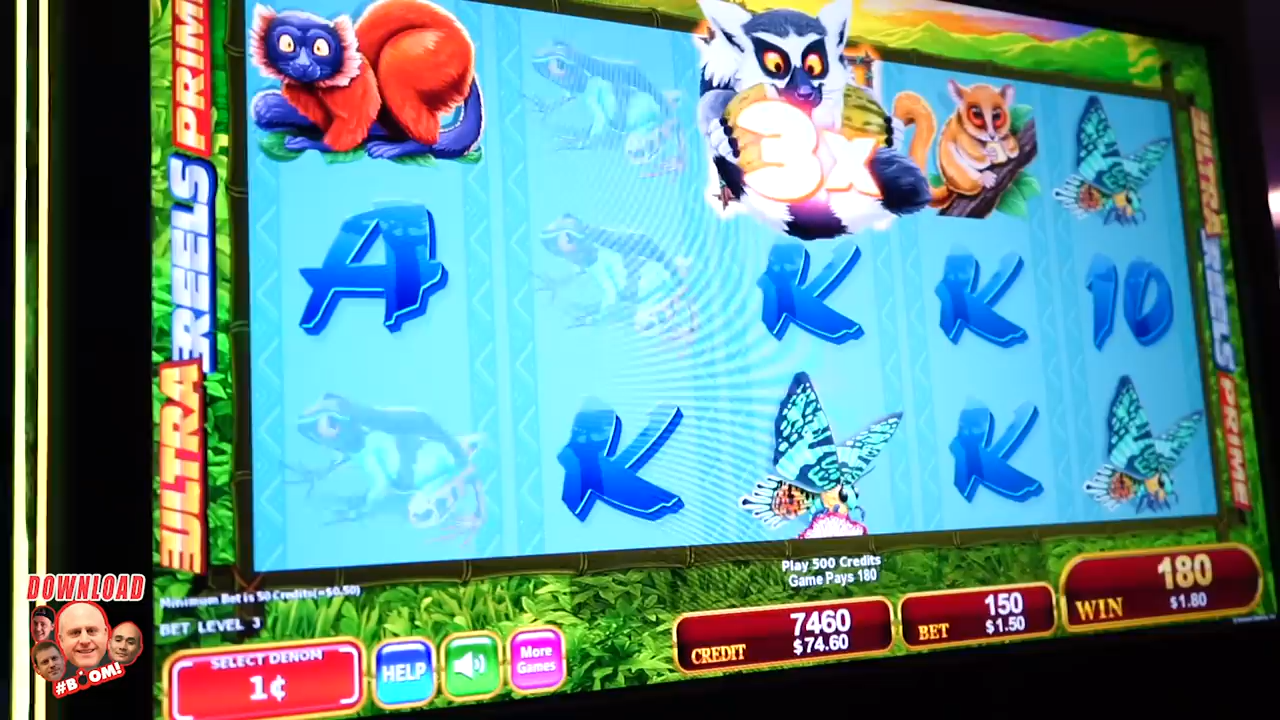 ULTRA REELS PRIME
3x
A
K
K
10
K
K
ULTRA REELS PRIME
Play 500 Credits
Game Pays 180
Minimum Bet is 50 Credits(=$0.50)
BET LEVEL 3
SELECT DENOM
1¢
HELP
More
Games
CREDIT
7460
$74.60
BET
150
$1.50
WIN
180
$1.80
DOWNLOAD
#BOOM!